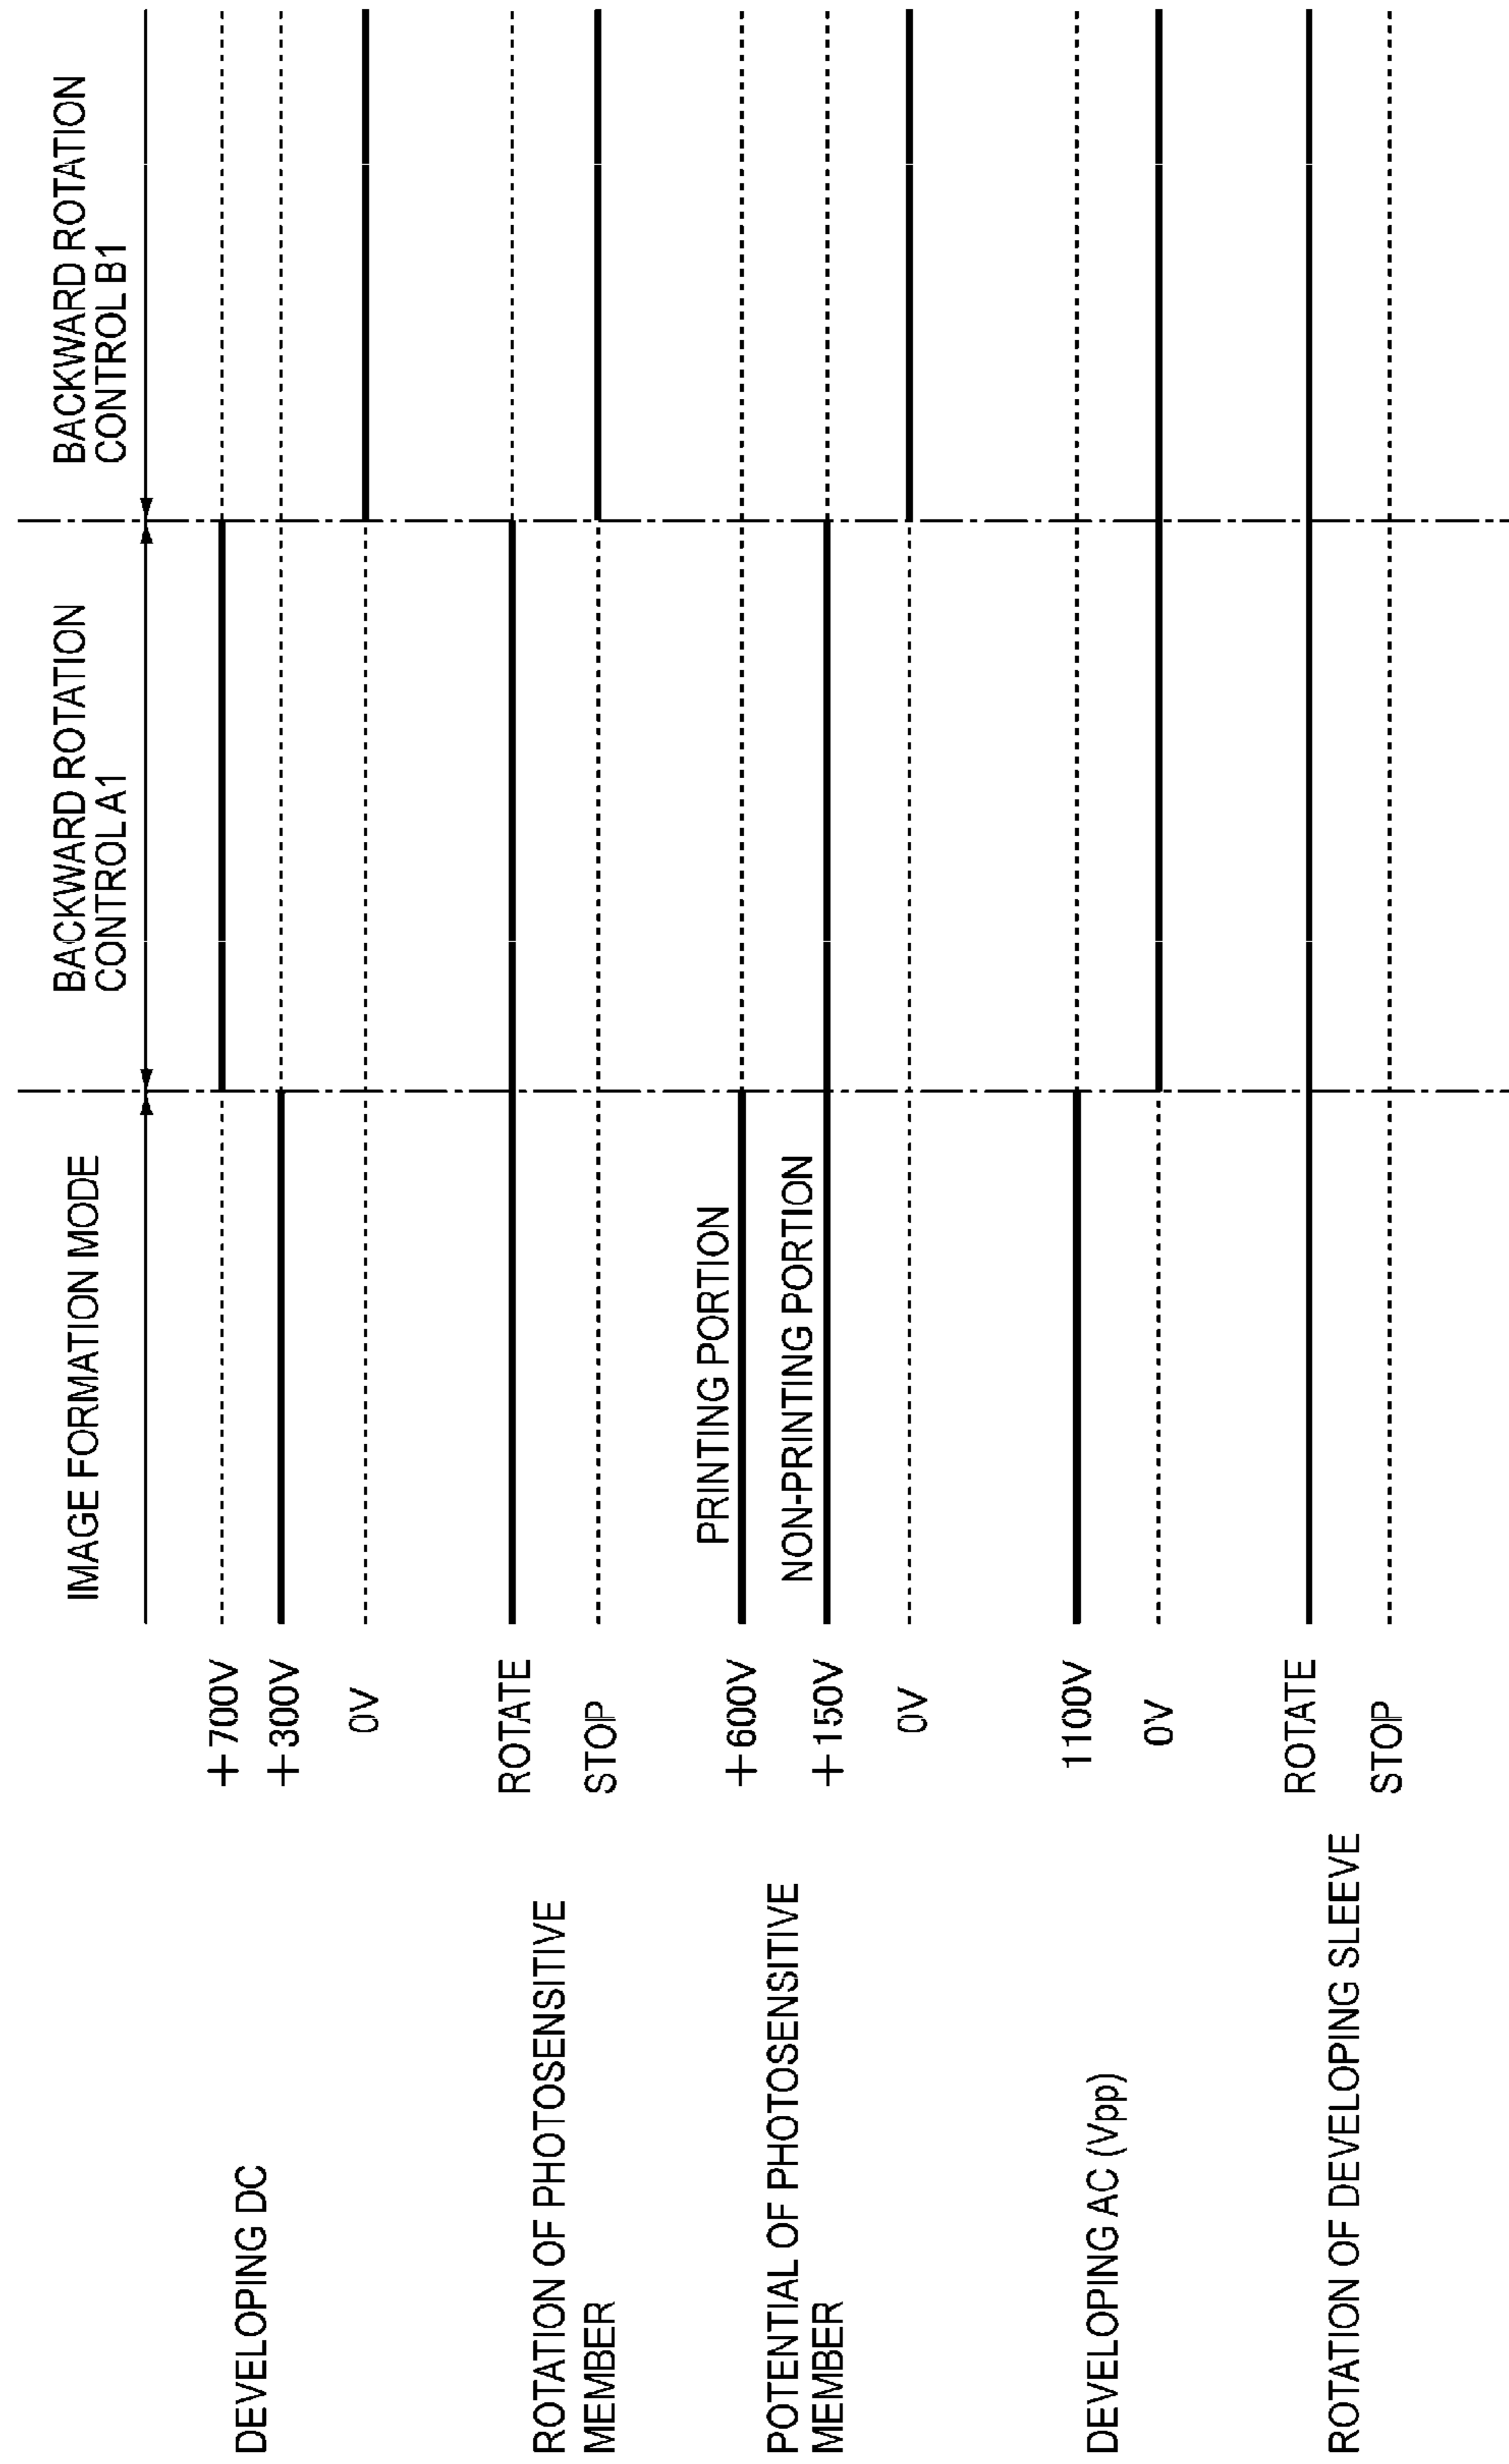 IMAGE FORMATION MODE
BACKWARD ROTATION
CONTROL A1
BACKWARD ROTATION
CONTROL B1
DEVELOPING DC
+700V
+300V
0V
ROTATION OF PHOTOSENSITIVE
MEMBER
ROTATE
STOP
POTENTIAL OF PHOTOSENSITIVE
MEMBER
+600V
+150V
0V
PRINTING PORTION
NON-PRINTING PORTION
DEVELOPING AC (Vpp)
1100V
0V
ROTATION OF DEVELOPING SLEEVE
ROTATE
STOP